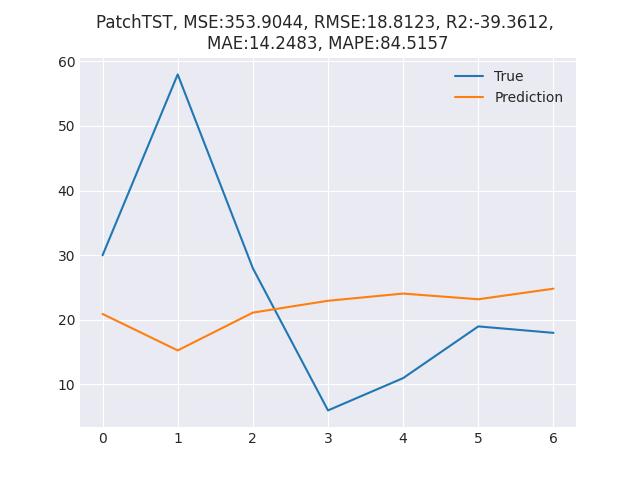 PatchTST, MSE:353.9044, RMSE:18.8123, R2:-39.3612,
MAE:14.2483, MAPE:84.5157
True
Prediction
60
50
40
30
20
10
0 1 2 3 4 5 6